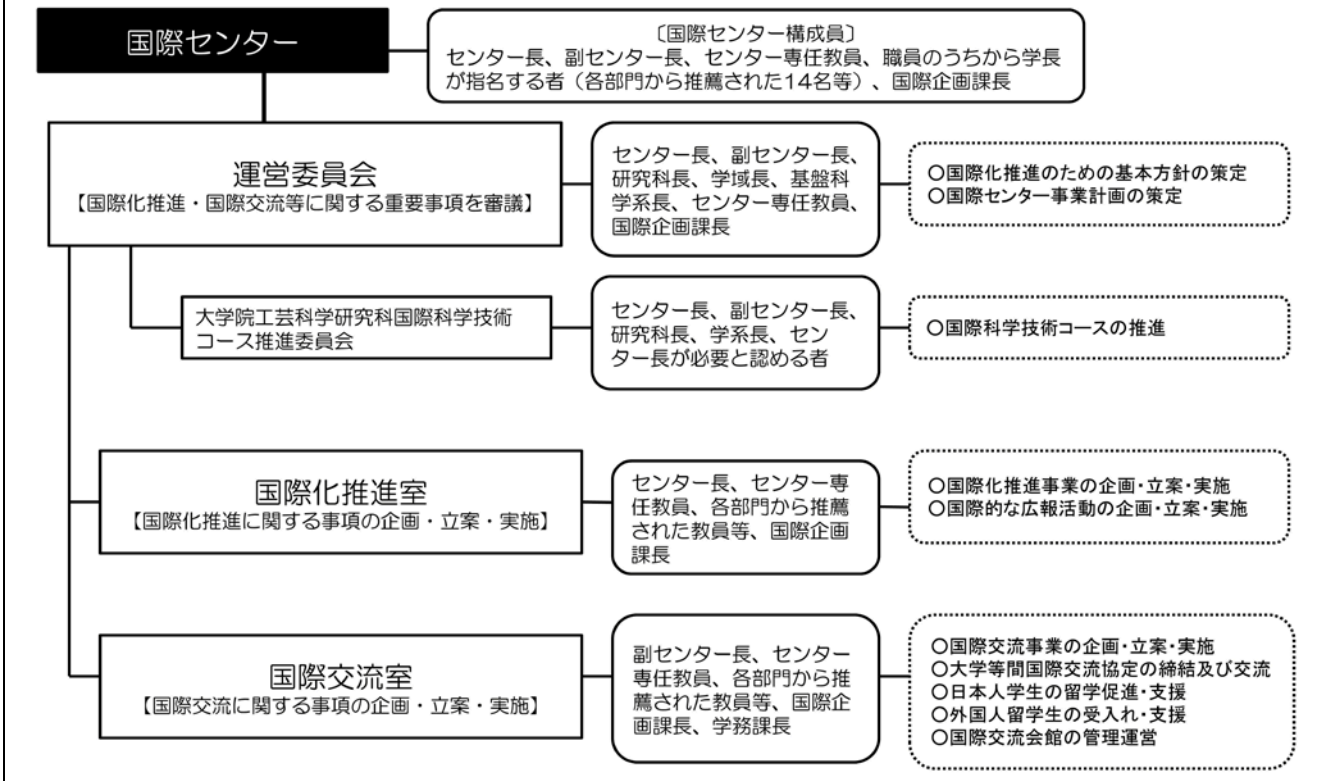 国際センター
〔国際センター構成員〕
センター長、副センター長、センター専任教員、職員のうちから学長
が指名する者（各部門から推薦された14名等）、国際企画課長
運営委員会
【国際化推進・国際交流等に関する重要事項を審議】
センター長、副センター長、
研究科長、学域長、基盤科
学系長、センター専任教員、
国際企画課長
○国際化推進のための基本方針の策定
○国際センター事業計画の策定
大学院工芸科学研究科国際科学技術
コース推進委員会
センター長、副センター長、
研究科長、学系長、セン
ター長が必要と認める者
○国際科学技術コースの推進
国際化推進室
【国際化推進に関する事項の企画・立案・実施】
センター長、センター専
任教員、各部門から推薦
された教員等、国際企画
課長
○国際化推進事業の企画・立案・実施
○国際的な広報活動の企画・立案・実施
国際交流室
【国際交流に関する事項の企画・立案・実施】
副センター長、センター
専任教員、各部門から推
薦された教員等、国際企
画課長、学務課長
○国際交流事業の企画・立案・実施
○大学等間国際交流協定の締結及び交流
○日本人学生の留学促進・支援
○外国人留学生の受入れ・支援
○国際交流会館の管理運営